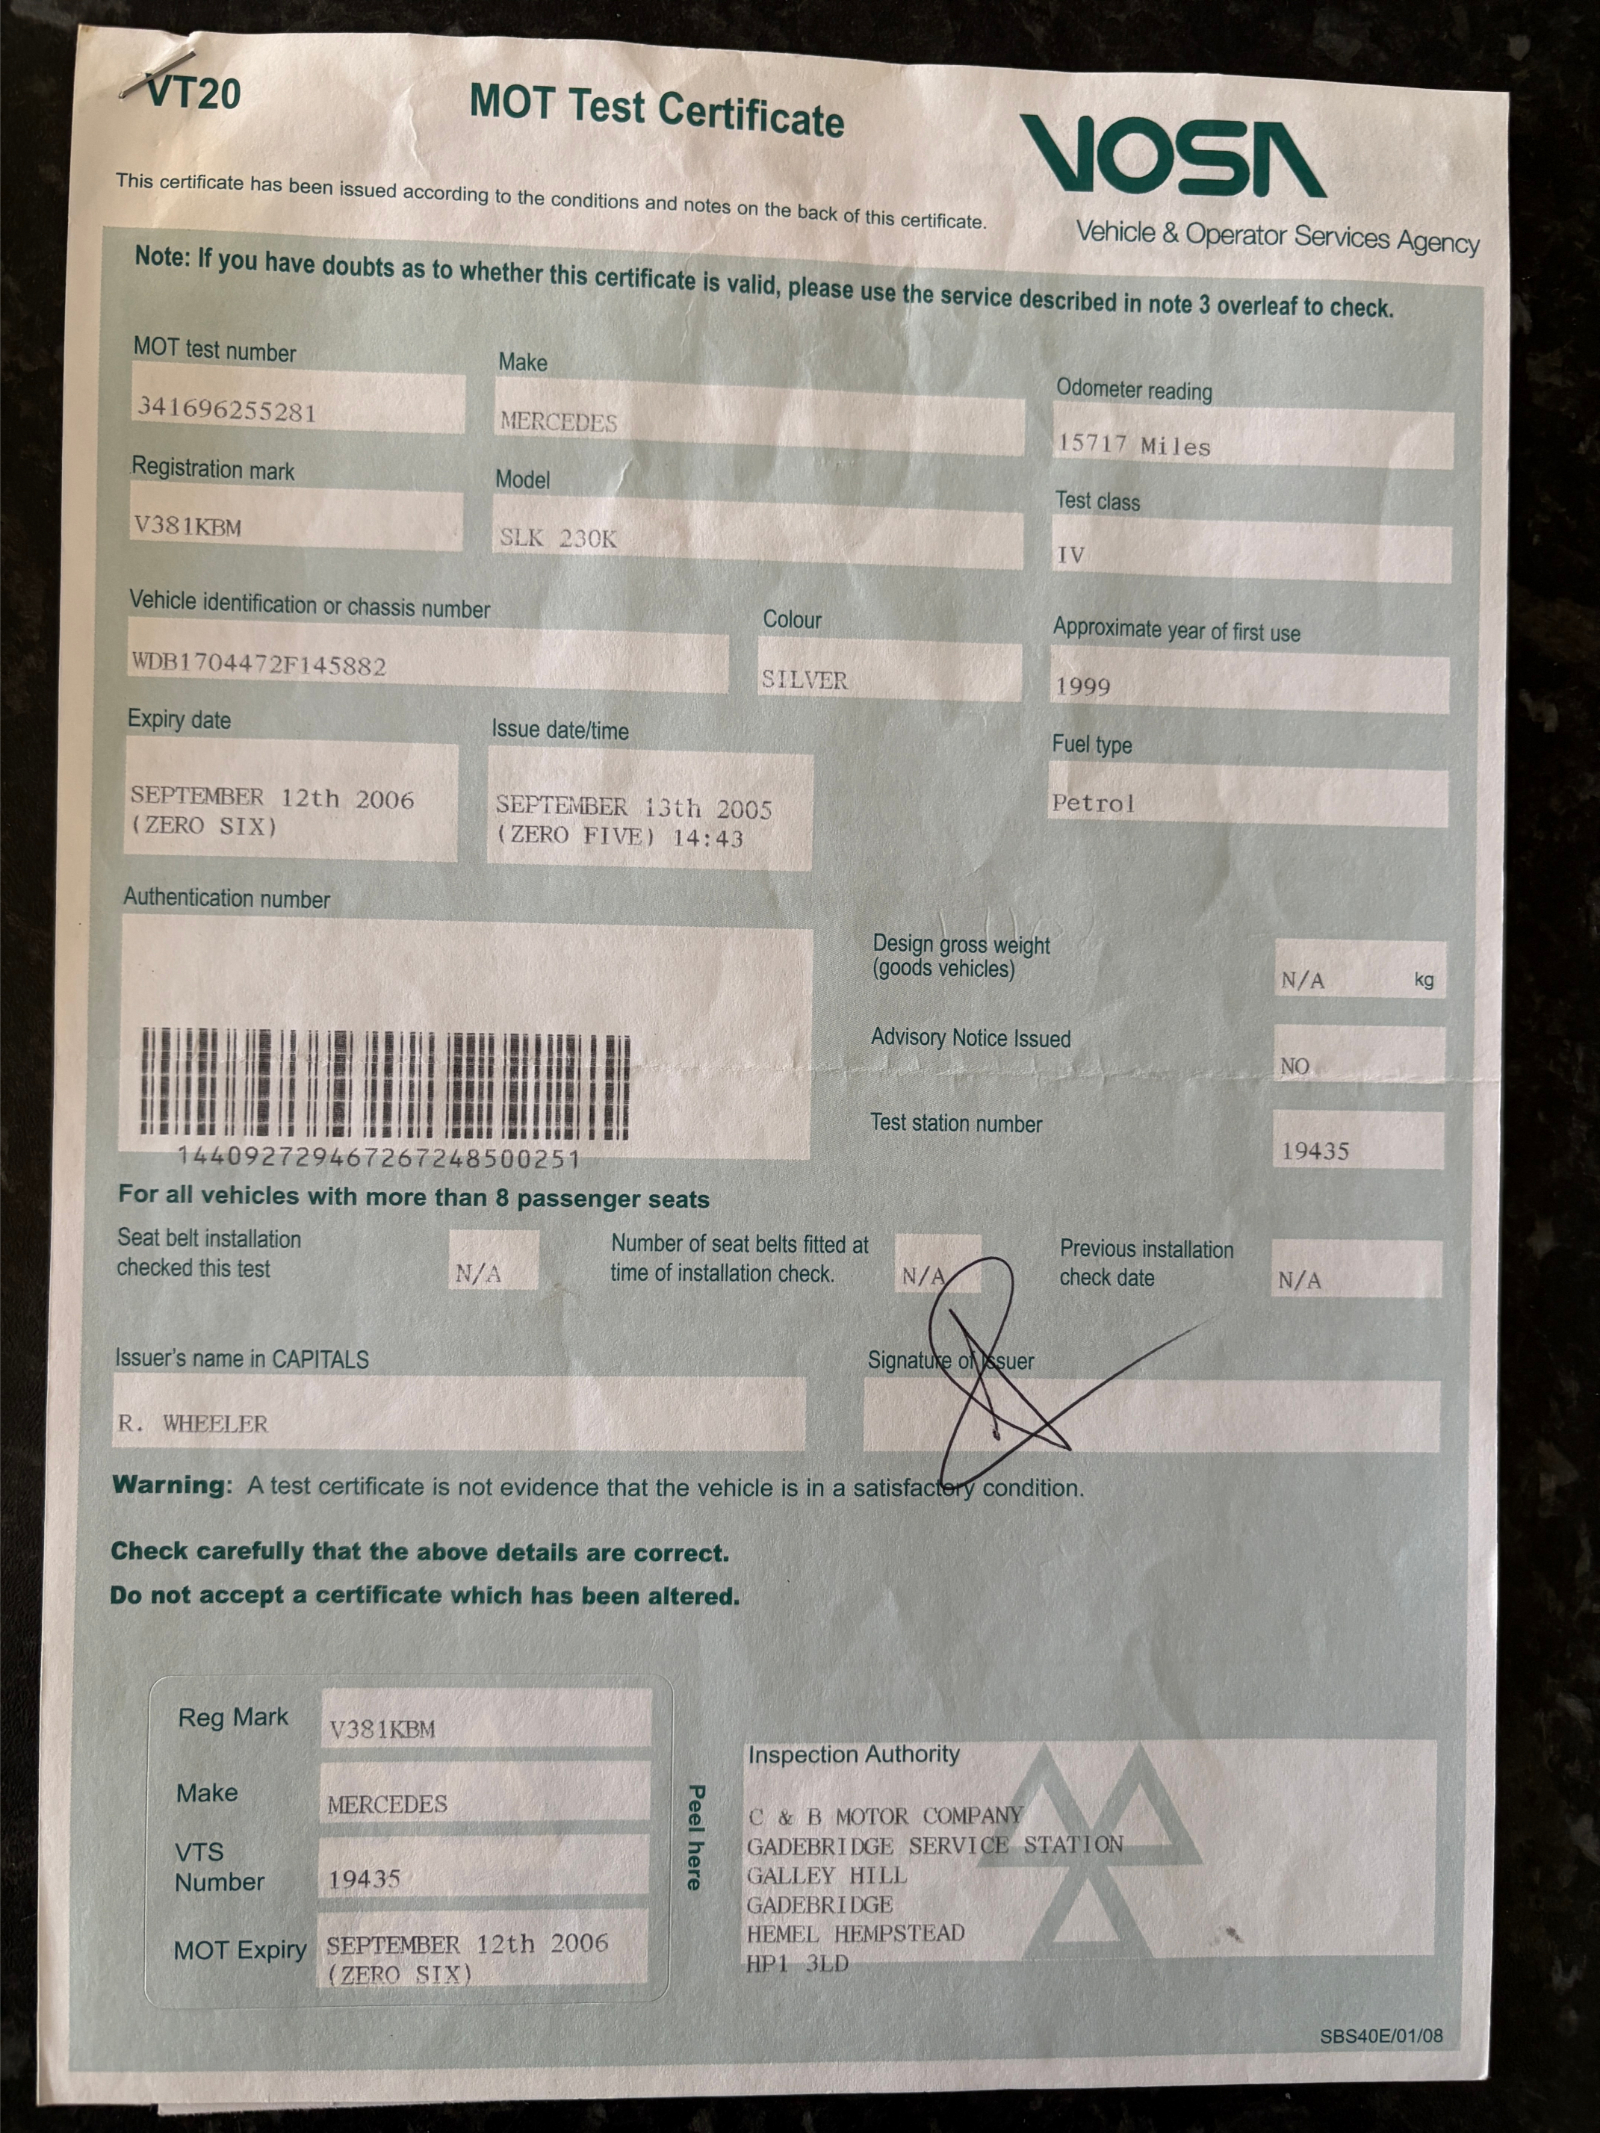 VT20
MOT Test Certificate
VOSA
Vehicle & Operator Services Agency
This certificate has been issued according to the conditions and notes on the back of this certificate.
Note: If you have doubts as to whether this certificate is valid, please use the service described in note 3 overleaf to check.
MOT test number
341696255281
Make
MERCEDES
Odometer reading
15717 Miles
Registration mark
V381KBM
Model
SLK 230K
Test class
IV
Vehicle identification or chassis number
WDB1704472F145882
Colour
SILVER
Approximate year of first use
1999
Expiry date
SEPTEMBER 12th 2006
(ZERO SIX)
Issue date/time
SEPTEMBER 13th 2005
(ZERO FIVE) 14:43
Fuel type
Petrol
Authentication number
144092729467267248500251
Design gross weight
(goods vehicles)
N/A kg
Advisory Notice Issued
NO
Test station number
19435
For all vehicles with more than 8 passenger seats
Seat belt installation
checked this test
N/A
Number of seat belts fitted at
time of installation check.
N/A
Previous installation
check date
N/A
Issuer's name in CAPITALS
R. WHEELER
Signature of Issuer
Warning: A test certificate is not evidence that the vehicle is in a satisfactory condition.
Check carefully that the above details are correct.
Do not accept a certificate which has been altered.
Reg Mark
V381KBM
Make
MERCEDES
VTS
Number
19435
MOT Expiry
SEPTEMBER 12th 2006
(ZERO SIX)
Peel here
Inspection Authority
C & B MOTOR COMPANY
GADEBRIDGE SERVICE STATION
GALLEY HILL
GADEBRIDGE
HEMEL HEMPSTEAD
HP1 3LD
SBS40E/01/08